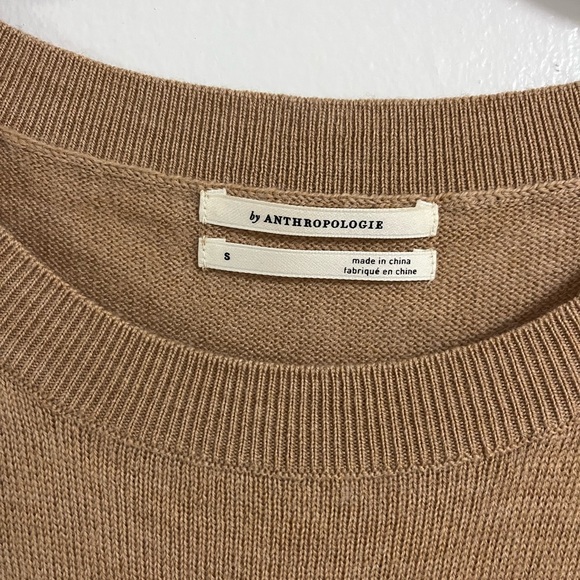 by ANTHROPOLOGIE
S
made in china
fabriqué en chine